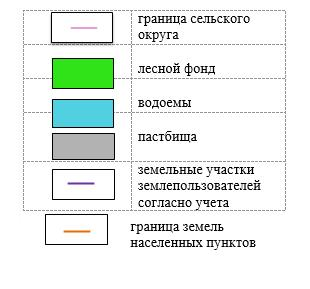 граница сельского
округа
лесной фонд
водоемы
пастбища
земельные участки
землепользователей
согласно учета
граница земель
населенных пунктов